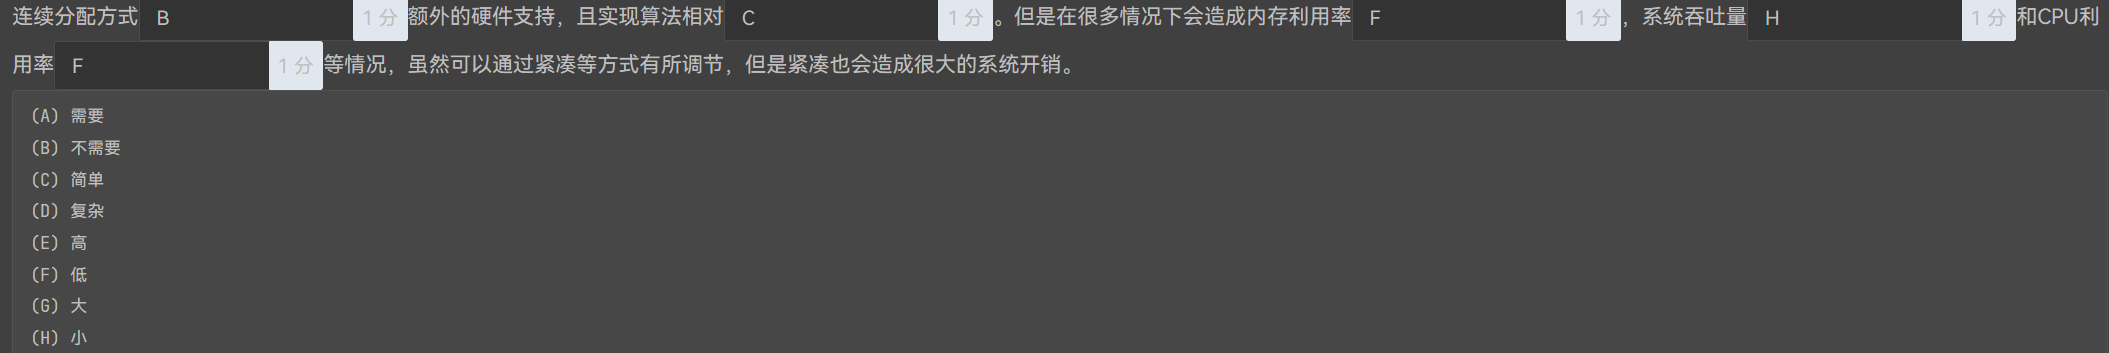 连续分配方式 B 1 分 额外的硬件支持，且实现算法相对 C 1 分 。但是在很多情况下会造成内存利用率 F 1 分 ，系统吞吐量 H 1 分 和CPU利
用率 F 1 分 等情况，虽然可以通过紧凑等方式有所调节，但是紧凑也会造成很大的系统开销。
(A) 需要
(B) 不需要
(C) 简单
(D) 复杂
(E) 高
(F) 低
(G) 大
(H) 小